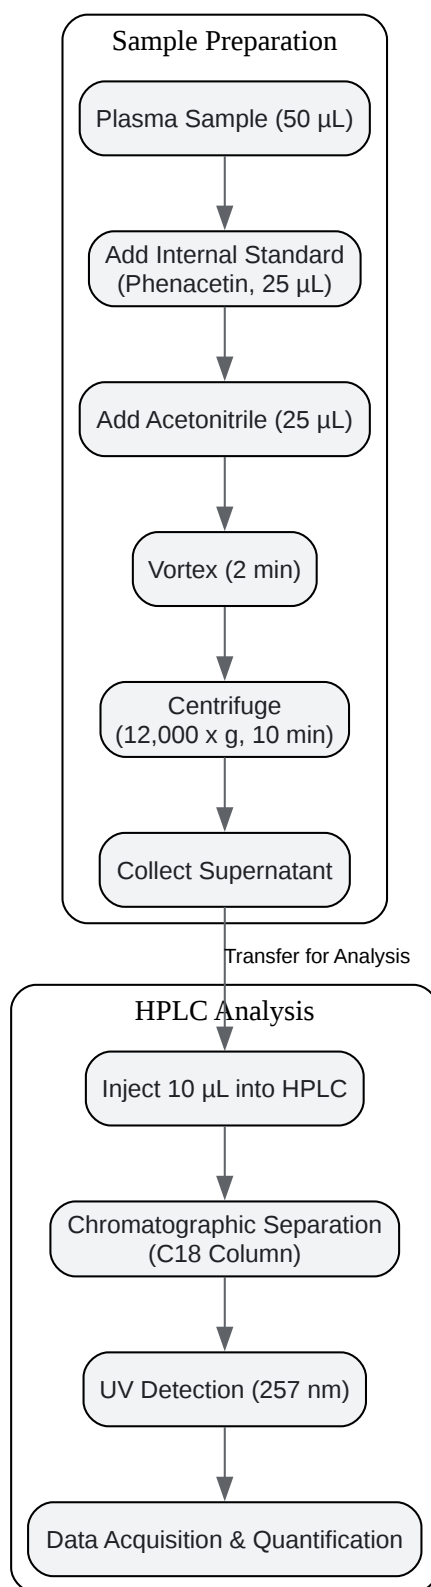 Sample Preparation
Plasma Sample (50 µL)
Add Internal Standard
(Phenacetin, 25 µL)
Add Acetonitrile (25 µL)
Vortex (2 min)
Centrifuge
(12,000 x g, 10 min)
Collect Supernatant
Transfer for Analysis
HPLC Analysis
Inject 10 µL into HPLC
Chromatographic Separation
(C18 Column)
UV Detection (257 nm)
Data Acquisition & Quantification